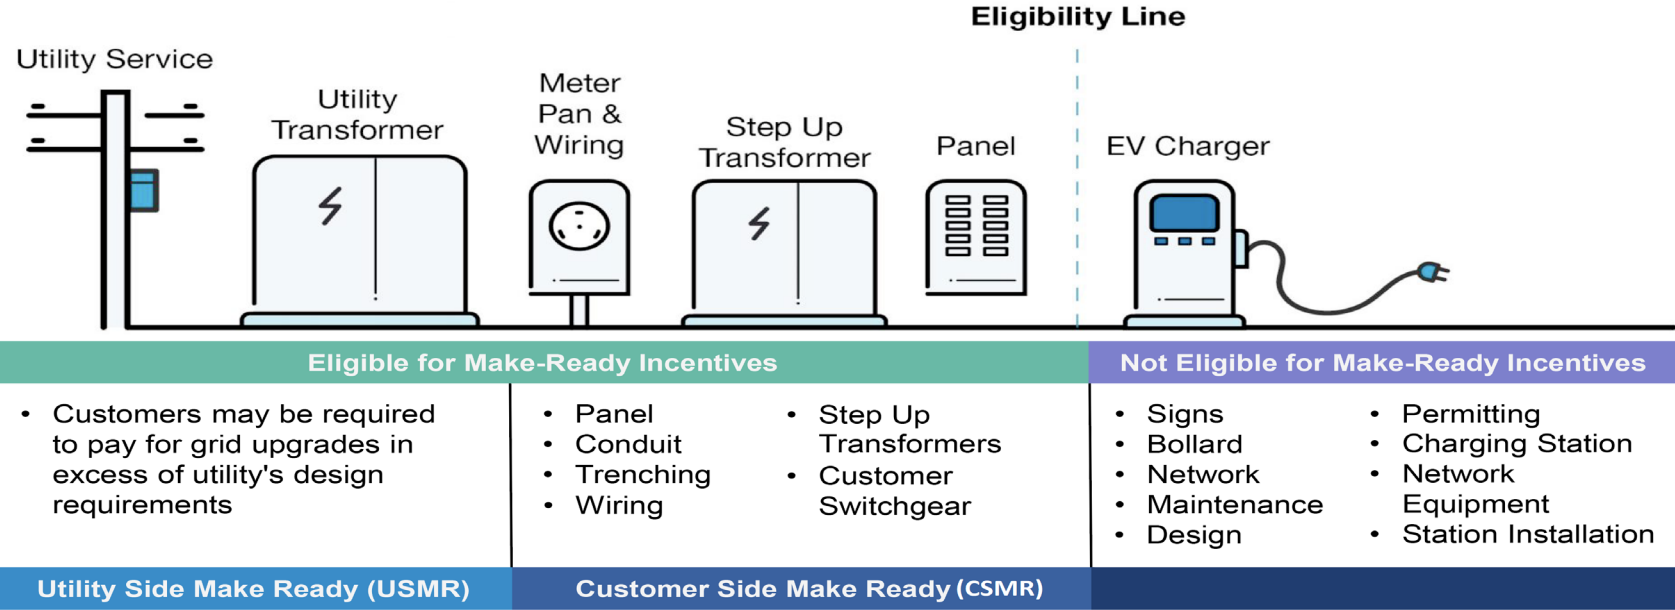 Eligibility Line
Utility Service
Utility
Transformer
Meter
Pan &
Wiring
Step Up
Transformer
Panel
EV Charger
Eligible for Make-Ready Incentives
Not Eligible for Make-Ready Incentives
• Customers may be required
to pay for grid upgrades in
excess of utility's design
requirements
• Panel
• Conduit
• Trenching
• Wiring
• Step Up
Transformers
• Customer
Switchgear
• Signs
• Bollard
• Network
• Maintenance
• Design
• Permitting
• Charging Station
• Network
Equipment
• Station Installation
Utility Side Make Ready (USMR)
Customer Side Make Ready (CSMR)